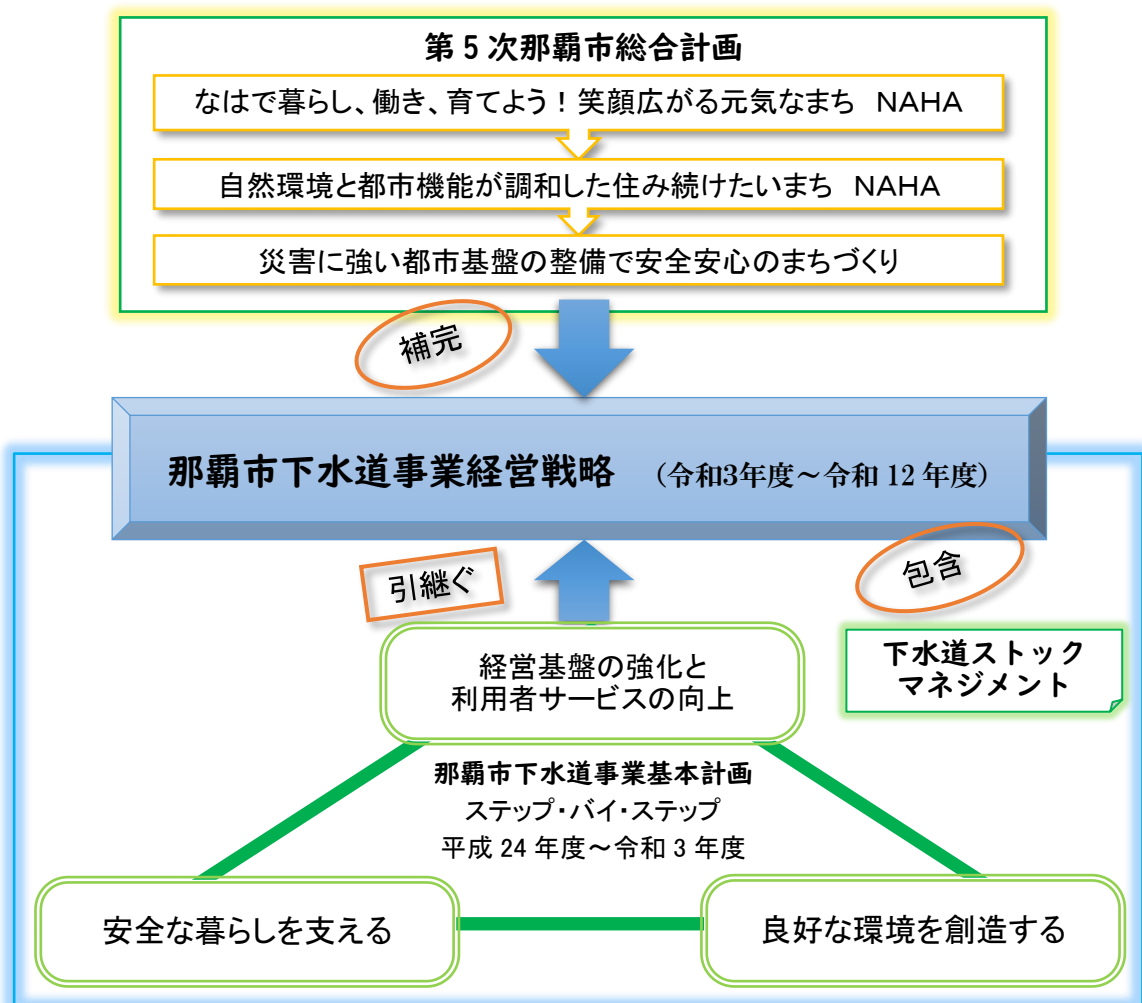 第5次那覇市総合計画
なはで暮らし、働き、育てよう！笑顔広がる元気なまち　NAHA
自然環境と都市機能が調和した住み続けたいまち　NAHA
災害に強い都市基盤の整備で安全安心のまちづくり
補完
那覇市下水道事業経営戦略　（令和3年度～令和 12 年度）
引継ぐ
包含
経営基盤の強化と
利用者サービスの向上
下水道ストック
マネジメント
那覇市下水道事業基本計画
ステップ・バイ・ステップ
平成 24 年度～令和 3 年度
安全な暮らしを支える
良好な環境を創造する